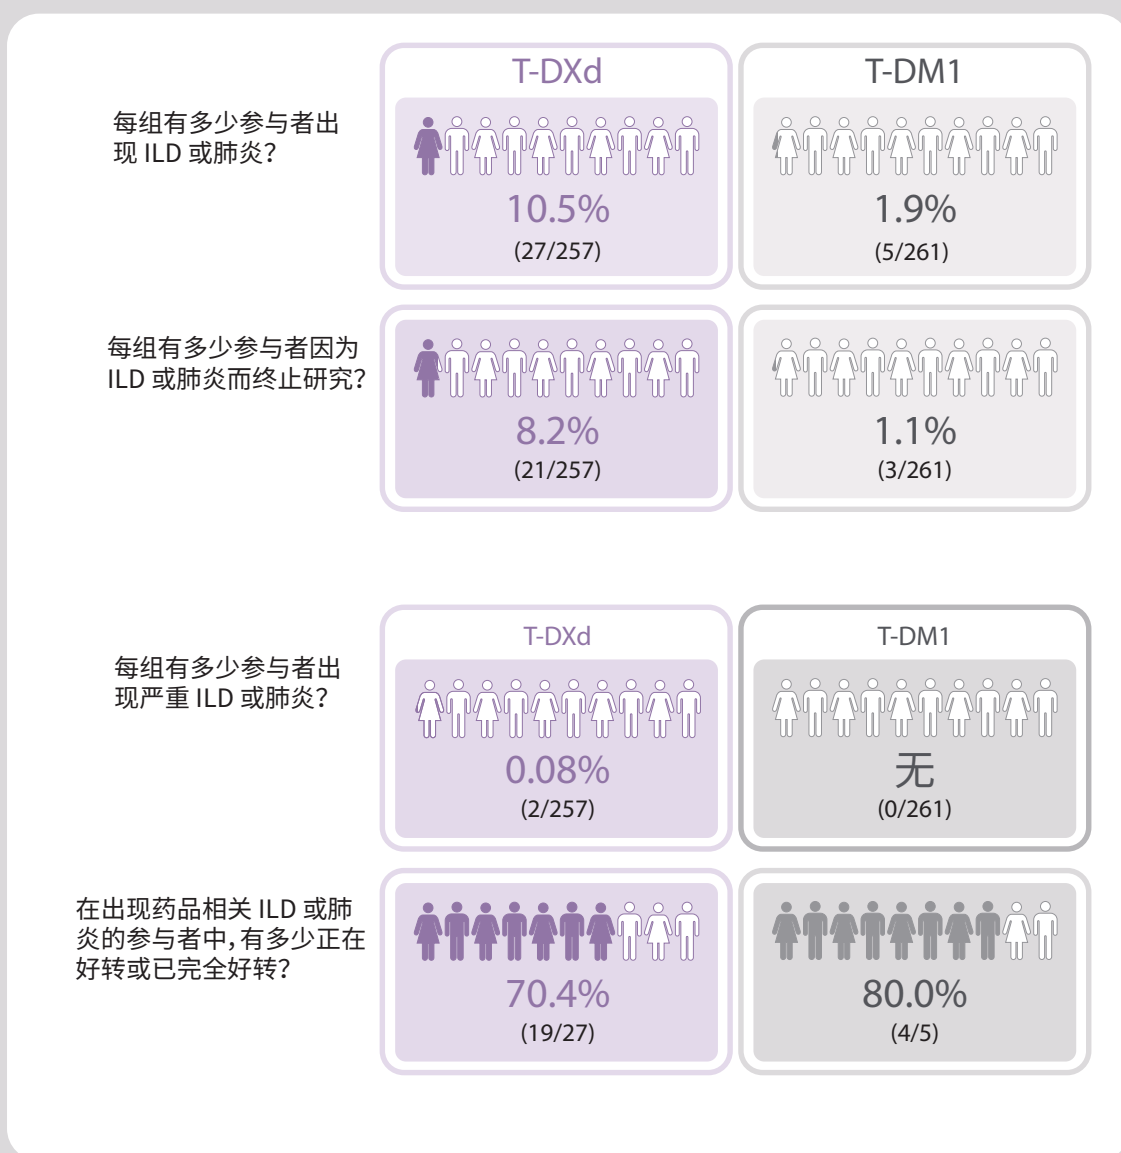 T-DXd
T-DM1
每组有多少参与者出
现 ILD 或肺炎?
10.5%
(27/257)
1.9%
(5/261)
每组有多少参与者因为
ILD 或肺炎而终止研究?
8.2%
(21/257)
1.1%
(3/261)
T-DXd
T-DM1
每组有多少参与者出
现严重 ILD 或肺炎?
0.08%
(2/257)
无
(0/261)
在出现药品相关 ILD 或肺
炎的参与者中,有多少正在
好转或已完全好转?
70.4%
(19/27)
80.0%
(4/5)